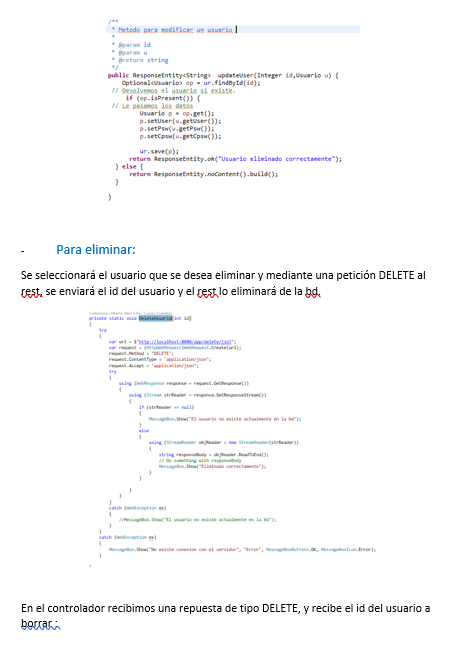 /**
* Metodo para modificar un usuario
*
* @param id
* @param u
* @return string
*/
public ResponseEntity<String> updateUser(Integer id,Usuario u) {
Optional<Usuario> op = ur.findById(id);
// Devolvemos el usuario si existe.
if (op.isPresent()) {
// Le pasamos los datos
Usuario p = op.get();
p.setUser(u.getUser());
p.setPsw(u.getPsw());
p.setCpsw(u.getCpsw());
ur.save(p);
return ResponseEntity.ok("Usuario eliminado correctamente");
} else {
return ResponseEntity.noContent().build();
}
}
- Para eliminar:
Se seleccionará el usuario que se desea eliminar y mediante una petición DELETE al
rest, se enviará el id del usuario y el rest lo eliminará de la bd.
private static void DeleteUsuario(int id)
{
try
{
var url = $"http://localhost:8080/app/delete/{id}";
var request = (HttpWebRequest)WebRequest.Create(url);
request.Method = "DELETE";
request.ContentType = "application/json";
request.Accept = "application/json";
try
{
using (WebResponse response = request.GetResponse())
{
using (Stream strReader = response.GetResponseStream())
{
if (strReader == null)
{
MessageBox.Show("El usuario no existe actualmente en la bd");
}
else
{
using (StreamReader objReader = new StreamReader(strReader))
{
string responseBody = objReader.ReadToEnd();
// Do something with responseBody
MessageBox.Show("Eliminado correctamente");
}
}
}
}
}
catch (WebException ex)
{
//MessageBox.Show("El usuario no existe actualmente en la bd");
}
}
catch (WebException ex)
{
MessageBox.Show("No existe conexion con el servidor", "Error", MessageBoxButtons.OK, MessageBoxIcon.Error);
}
En el controlador recibimos una repuesta de tipo DELETE, y recibe el id del usuario a
borrar :